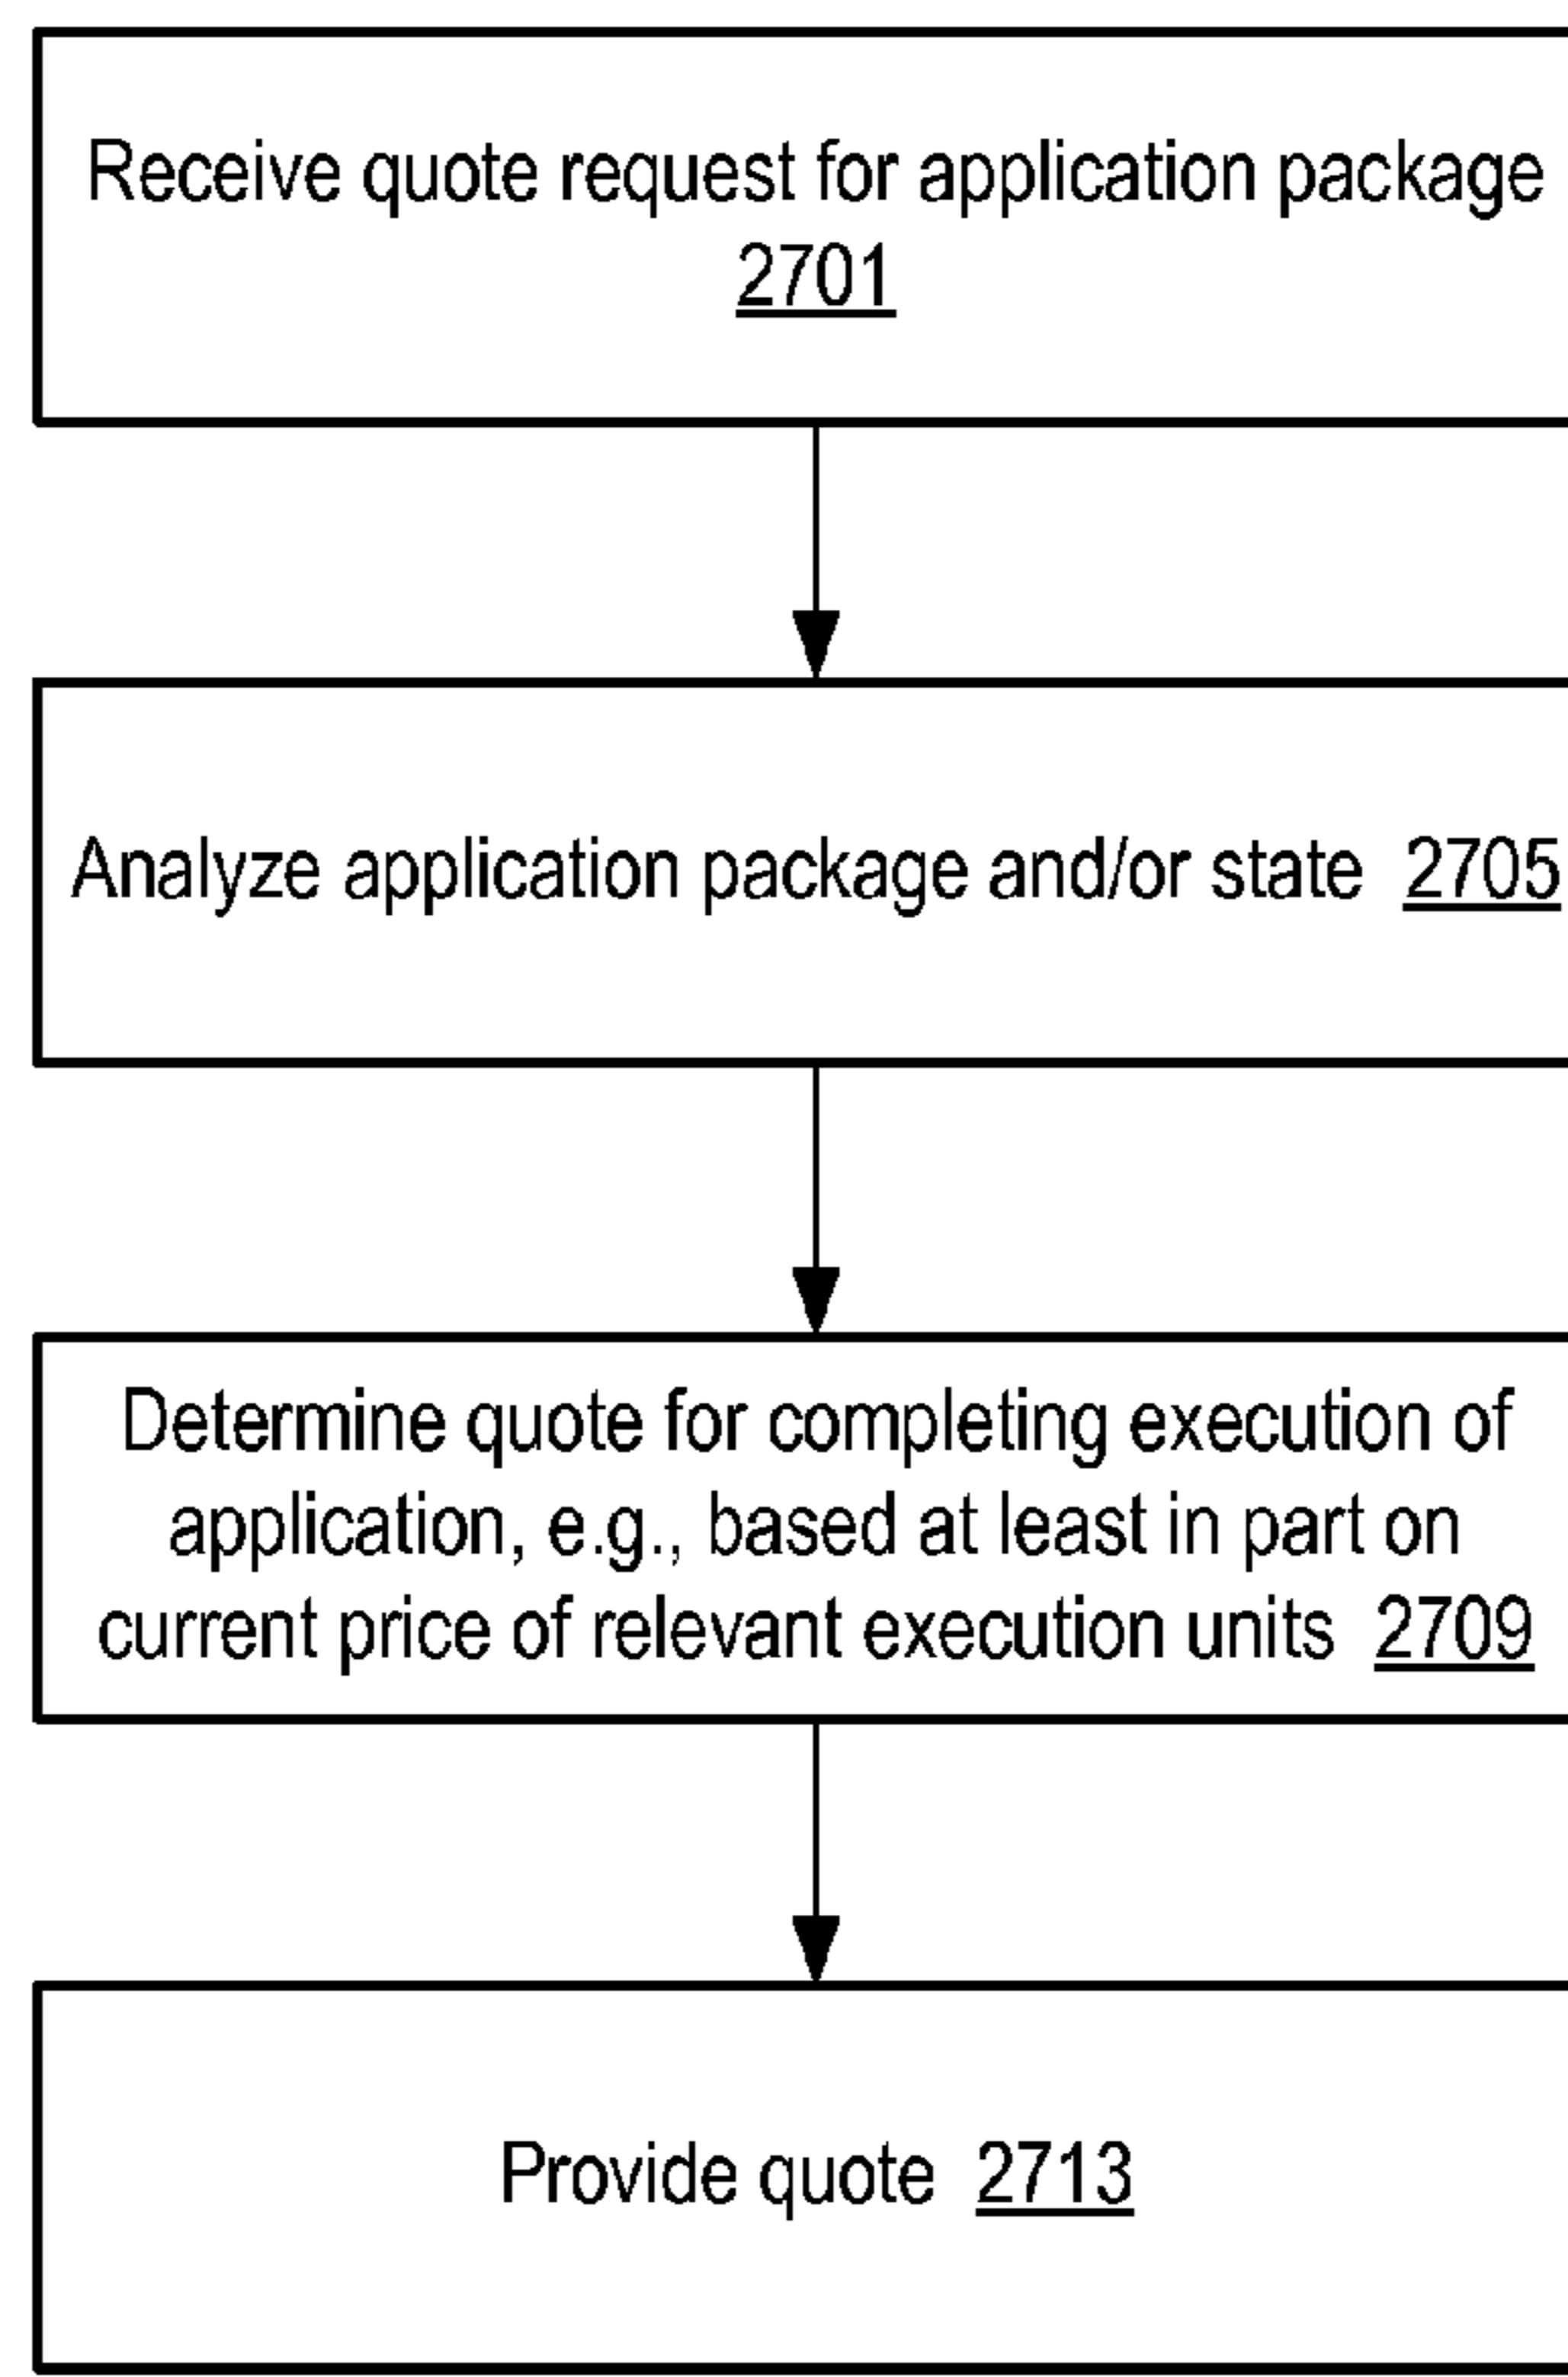 Receive quote request for application package
2701
Analyze application package and/or state 2705
Determine quote for completing execution of
application, e.g., based at least in part on
current price of relevant execution units 2709
Provide quote 2713